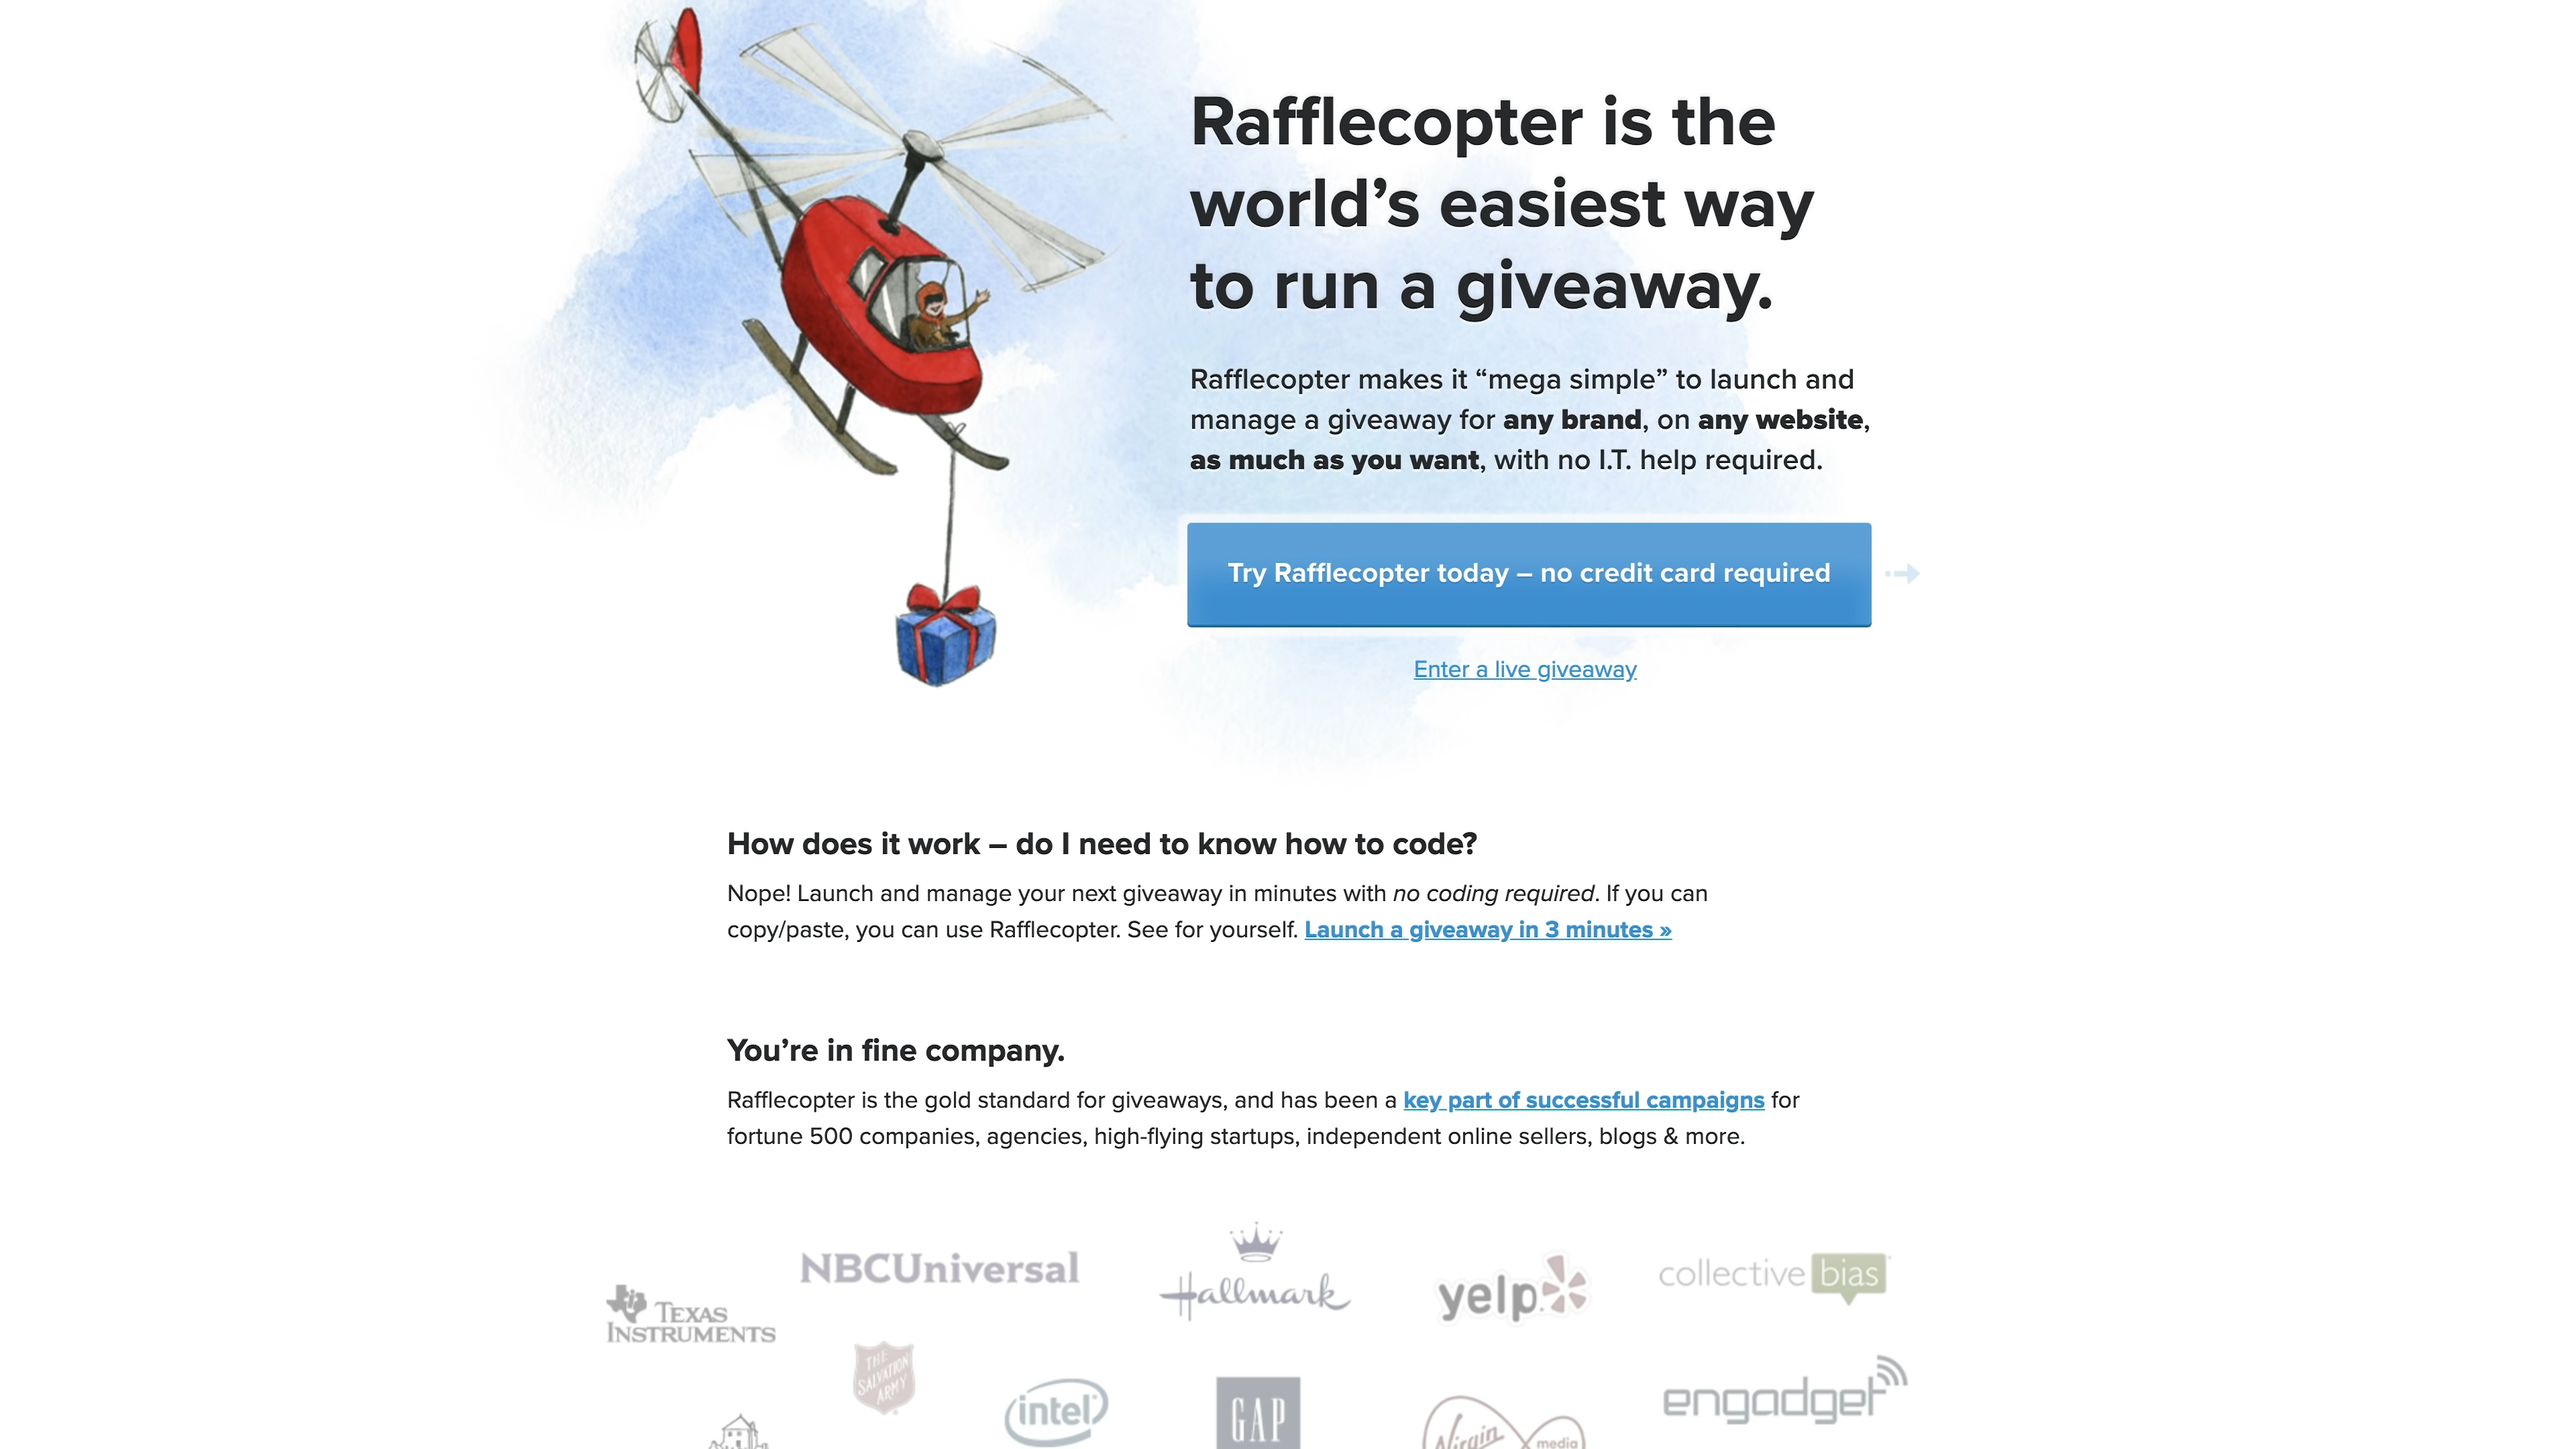 Rafflecopter is the
world’s easiest way
to run a giveaway.
Rafflecopter makes it “mega simple” to launch and
manage a giveaway for any brand, on any website,
as much as you want, with no I.T. help required.
Try Rafflecopter today – no credit card required
Enter a live giveaway
How does it work – do I need to know how to code?
Nope! Launch and manage your next giveaway in minutes with no coding required. If you can
copy/paste, you can use Rafflecopter. See for yourself. Launch a giveaway in 3 minutes »
You’re in fine company.
Rafflecopter is the gold standard for giveaways, and has been a key part of successful campaigns for
fortune 500 companies, agencies, high-flying startups, independent online sellers, blogs & more.
TEXAS
INSTRUMENTS
NBCUniversal
Hallmark
yelp
collective bias
THE
SALVATION
ARMY
intel
GAP
Virgin media
engadget